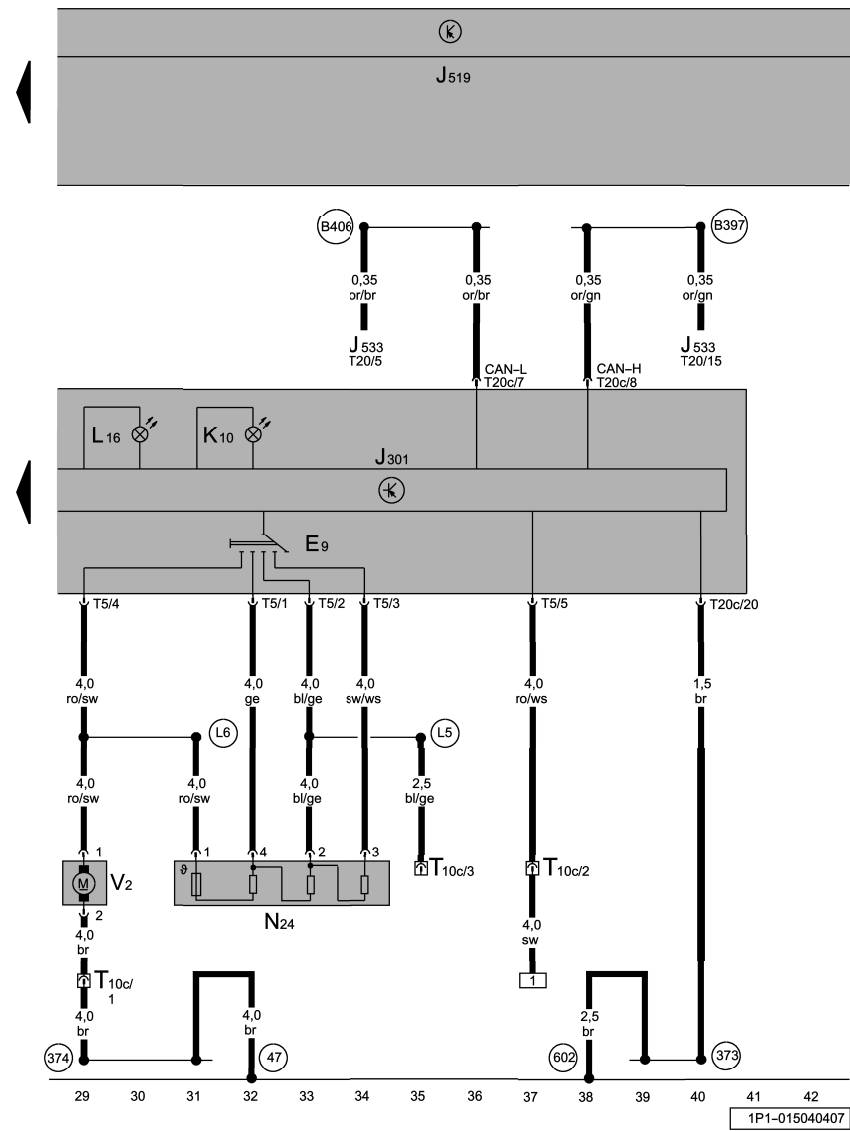 J519
B406 B397
0,35 0,35 0,35 0,35
or/br or/br or/gn or/gn
J533 J533
T20/5 T20/15
CAN-L CAN-H
T20c/7 T20c/8
L16 K10
J301
E9
T5/4 T5/1 T5/2 T5/3 T5/5 T20c/20
4,0 4,0 4,0 4,0 4,0 1,5
ro/sw ge bl/ge sw/ws ro/ws br
L6 L5
4,0 4,0 4,0 2,5
ro/sw ro/sw bl/ge bl/ge
1 1 4 2 3
ϑ T10c/3 T10c/2
M V2
2 N24
4,0 4,0
br sw
T10c/ 1
1
4,0 4,0 2,5
br br br
374 47 602 373
29 30 31 32 33 34 35 36 37 38 39 40 41 42
1P1-015040407